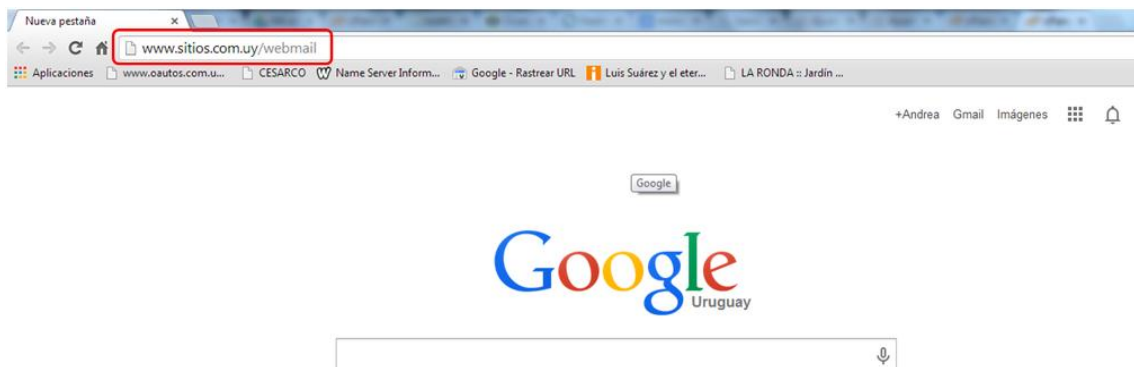 Nueva pestaña
www.sitios.com.uy/webmail
Aplicaciones www.oautos.com.u... CESARCO Name Server Inform... Google - Rastrear URL Luis Suárez y el eter... LA RONDA :: Jardín ...
+Andrea Gmail Imágenes
Google
Google
Uruguay